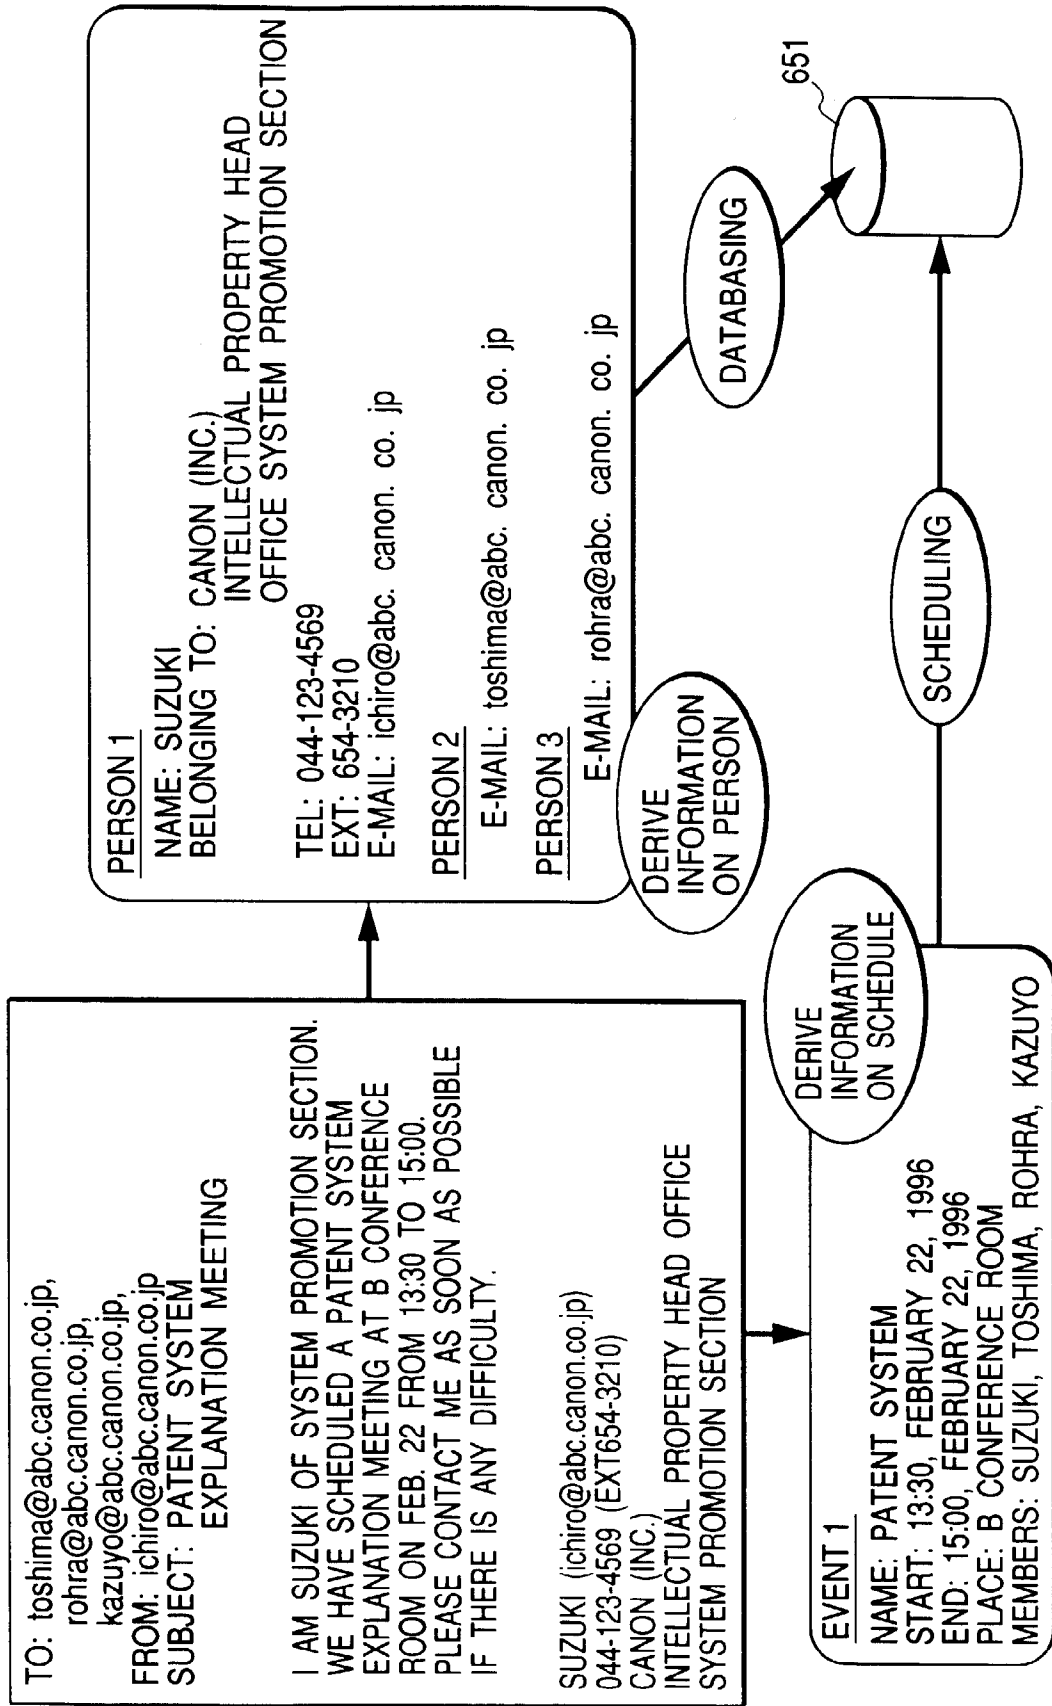 TO: toshima@abc.canon.co.jp,
rohra@abc.canon.co.jp,
kazuyo@abc.canon.co.jp,
FROM: ichiro@abc.canon.co.jp
SUBJECT: PATENT SYSTEM
EXPLANATION MEETING
I AM SUZUKI OF SYSTEM PROMOTION SECTION.
WE HAVE SCHEDULED A PATENT SYSTEM
EXPLANATION MEETING AT B CONFERENCE
ROOM ON FEB. 22 FROM 13:30 TO 15:00.
PLEASE CONTACT ME AS SOON AS POSSIBLE
IF THERE IS ANY DIFFICULTY.
SUZUKI (ichiro@abc.canon.co.jp)
044-123-4569 (EXT654-3210)
CANON (INC.)
INTELLECTUAL PROPERTY HEAD OFFICE
SYSTEM PROMOTION SECTION
PERSON 1
NAME: SUZUKI
BELONGING TO: CANON (INC.)
INTELLECTUAL PROPERTY HEAD
OFFICE SYSTEM PROMOTION SECTION
TEL: 044-123-4569
EXT: 654-3210
E-MAIL: ichiro@abc. canon. co. jp
PERSON 2
E-MAIL: toshima@abc. canon. co. jp
PERSON 3
E-MAIL: rohra@abc. canon. co. jp
DERIVE
INFORMATION
ON PERSON
DATABASING
651
EVENT 1
NAME: PATENT SYSTEM
START: 13:30, FEBRUARY 22, 1996
END: 15:00, FEBRUARY 22, 1996
PLACE: B CONFERENCE ROOM
MEMBERS: SUZUKI, TOSHIMA, ROHRA, KAZUYO
DERIVE
INFORMATION
ON SCHEDULE
SCHEDULING